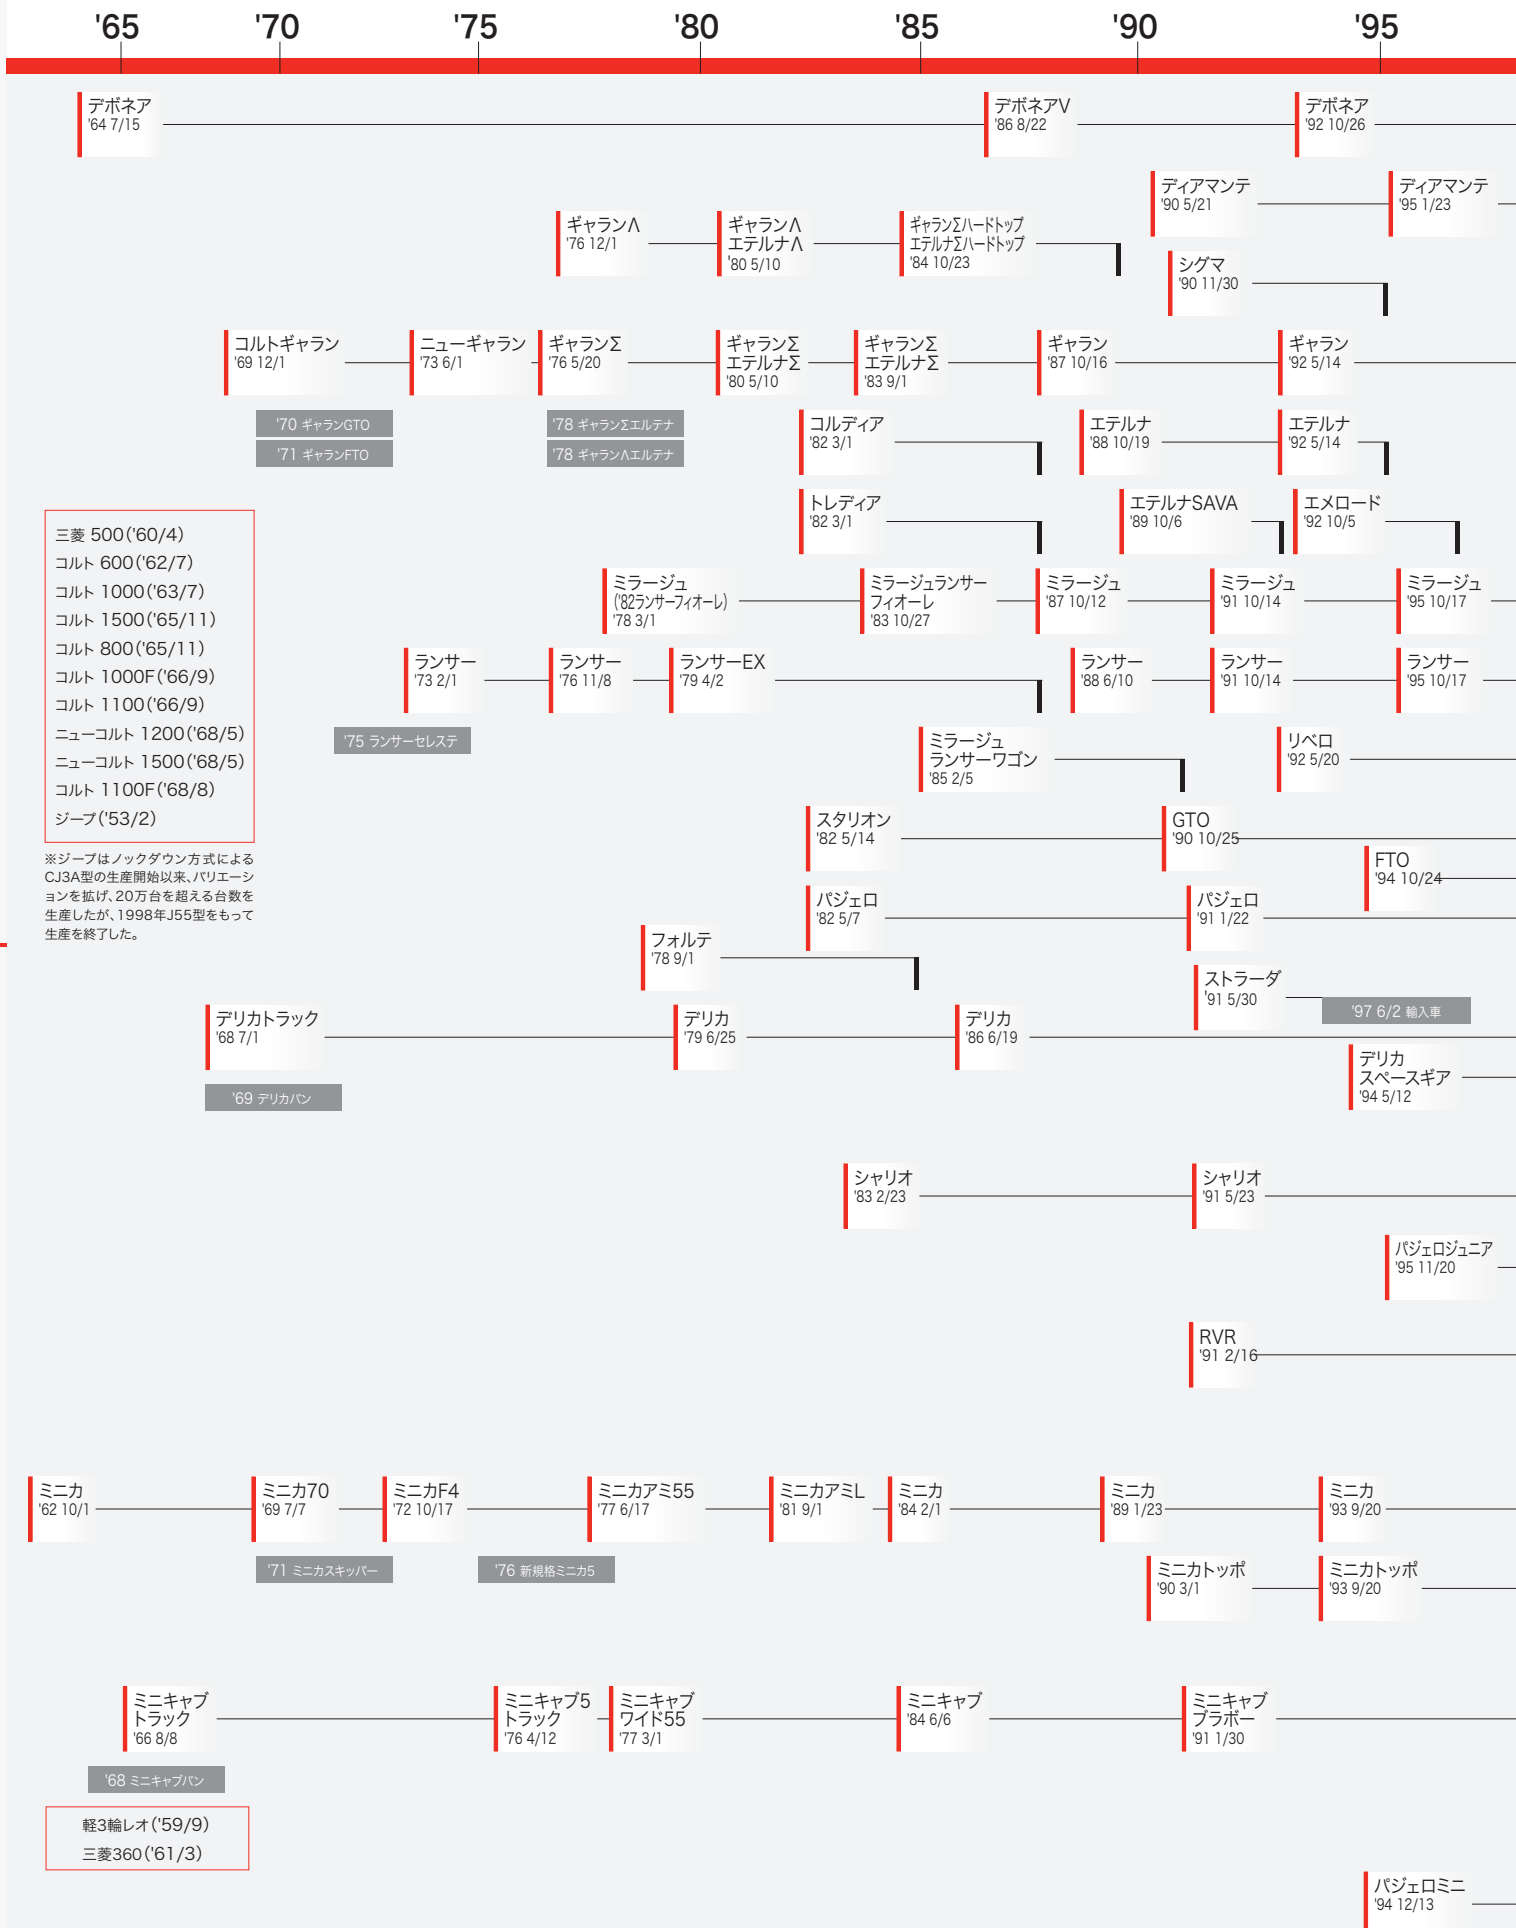 '65
'70
'75
'80
'85
'90
'95
デボネア
'64 7/15
デボネアV
'86 8/22
デボネア
'92 10/26
ディアマンテ
'90 5/21
ディアマンテ
'95 1/23
ギャランΛ
'76 12/1
ギャランΛ
エテルナΛ
'80 5/10
ギャランΣハードトップ
エテルナΣハードトップ
'84 10/23
シグマ
'90 11/30
コルトギャラン
'69 12/1
ニューギャラン
'73 6/1
ギャランΣ
'76 5/20
ギャランΣ
エテルナΣ
'80 5/10
ギャランΣ
エテルナΣ
'83 9/1
ギャラン
'87 10/16
ギャラン
'92 5/14
'70 ギャランGTO
'71 ギャランFTO
'78 ギャランΣエルテナ
'78 ギャランΛエルテナ
コルディア
'82 3/1
エテルナ
'88 10/19
エテルナ
'92 5/14
トレディア
'82 3/1
エテルナSAVA
'89 10/6
エメロード
'92 10/5
三菱 500('60/4)
コルト 600('62/7)
コルト 1000('63/7)
コルト 1500('65/11)
コルト 800('65/11)
コルト 1000F('66/9)
コルト 1100('66/9)
ニューコルト 1200('68/5)
ニューコルト 1500('68/5)
コルト 1100F('68/8)
ジープ('53/2)
※ジープはノックダウン方式による
CJ3A型の生産開始以来、バリエーシ
ョンを拡げ、20万台を超える台数を
生産したが、1998年J55型をもって
生産を終了した。
ミラージュ
('82ランサーフィオーレ)
'78 3/1
ミラージュランサー
フィオーレ
'83 10/27
ミラージュ
'87 10/12
ミラージュ
'91 10/14
ミラージュ
'95 10/17
ランサー
'73 2/1
ランサー
'76 11/8
ランサーEX
'79 4/2
ランサー
'88 6/10
ランサー
'91 10/14
ランサー
'95 10/17
'75 ランサーセレステ
ミラージュ
ランサーワゴン
'85 2/5
リベロ
'92 5/20
スタリオン
'82 5/14
GTO
'90 10/25
FTO
'94 10/24
パジェロ
'82 5/7
パジェロ
'91 1/22
フォルテ
'78 9/1
ストラーダ
'91 5/30
'97 6/2 輸入車
デリカトラック
'68 7/1
デリカ
'79 6/25
デリカ
'86 6/19
デリカ
スペースギア
'94 5/12
'69 デリカバン
シャリオ
'83 2/23
シャリオ
'91 5/23
パジェロジュニア
'95 11/20
RVR
'91 2/16
ミニカ
'62 10/1
ミニカ70
'69 7/7
ミニカF4
'72 10/17
ミニカアミ55
'77 6/17
ミニカアミL
'81 9/1
ミニカ
'84 2/1
ミニカ
'89 1/23
ミニカ
'93 9/20
'71 ミニカスキッパー
'76 新規格ミニカ5
ミニカトッポ
'90 3/1
ミニカトッポ
'93 9/20
ミニキャブ
トラック
'66 8/8
ミニキャブ5
トラック
'76 4/12
ミニキャブ
ワイド55
'77 3/1
ミニキャブ
'84 6/6
ミニキャブ
ブラボー
'91 1/30
'68 ミニキャブバン
軽3輪レオ('59/9)
三菱360('61/3)
パジェロミニ
'94 12/13